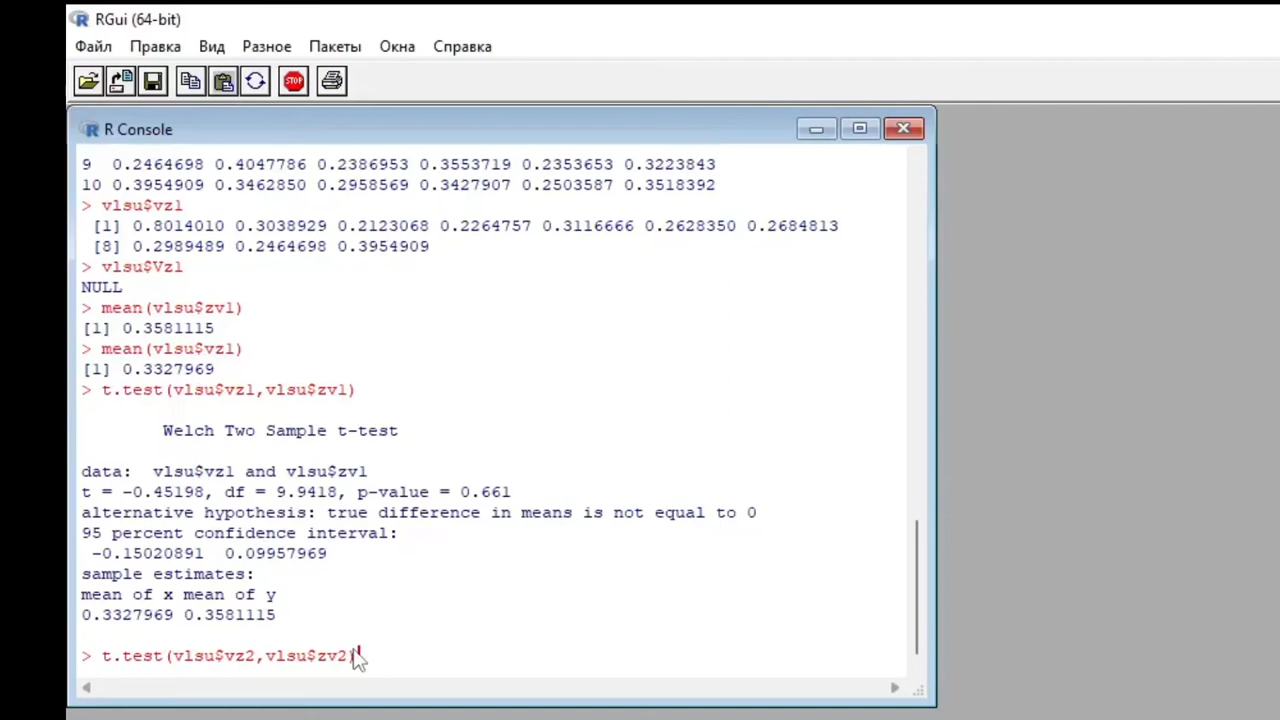 RGui (64-bit)
Файл Правка Вид Разное Пакеты Окна Справка
STOP
R Console
9 0.2464698 0.4047786 0.2386953 0.3553719 0.2353653 0.3223843
10 0.3954909 0.3462850 0.2958569 0.3427907 0.2503587 0.3518392
> vlsu$vz1
[1] 0.8014010 0.3038929 0.2123068 0.2264757 0.3116666 0.2628350 0.2684813
[8] 0.2989489 0.2464698 0.3954909
> vlsu$Vz1
NULL
> mean(vlsu$zv1)
[1] 0.3581115
> mean(vlsu$vz1)
[1] 0.3327969
> t.test(vlsu$vz1,vlsu$zv1)
Welch Two Sample t-test
data: vlsu$vz1 and vlsu$zv1
t = -0.45198, df = 9.9418, p-value = 0.661
alternative hypothesis: true difference in means is not equal to 0
95 percent confidence interval:
-0.15020891 0.09957969
sample estimates:
mean of x mean of y
0.3327969 0.3581115
> t.test(vlsu$vz2,vlsu$zv2)